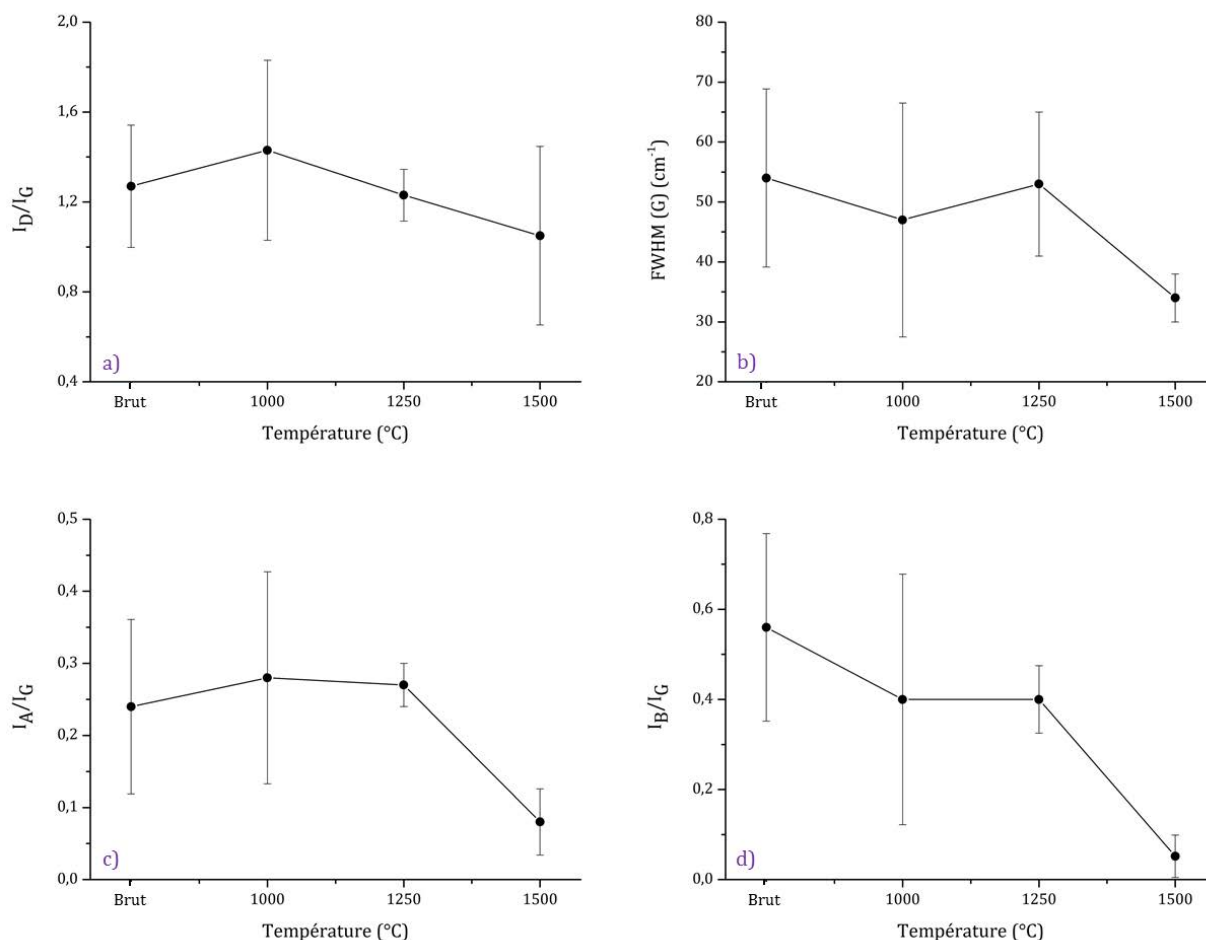 2,0
1,6
1,2
0,8
0,4
I_D/I_G
a)
Brut 1000 1250 1500
Température (°C)
80
70
60
50
40
30
20
FWHM (G) (cm⁻¹)
b)
Brut 1000 1250 1500
Température (°C)
0,5
0,4
0,3
0,2
0,1
0,0
I_A/I_G
c)
Brut 1000 1250 1500
Température (°C)
0,8
0,6
0,4
0,2
0,0
I_B/I_G
d)
Brut 1000 1250 1500
Température (°C)